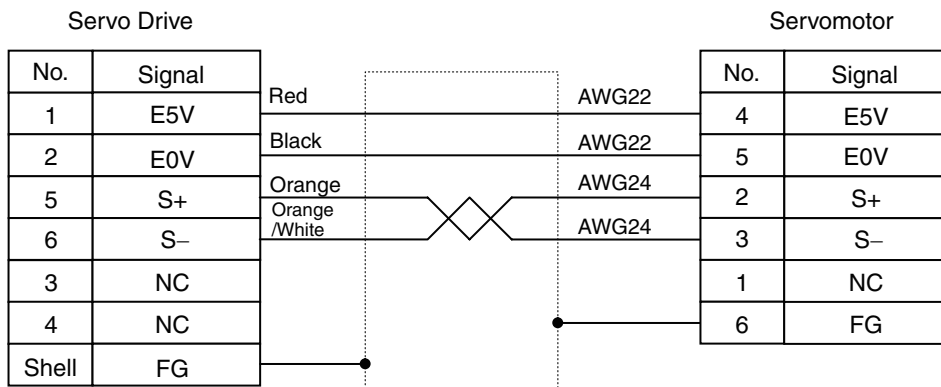 Servo Drive Servomotor
No. Signal No. Signal
1 E5V Red AWG22 4 E5V
2 E0V Black AWG22 5 E0V
5 S+ Orange AWG24 2 S+
Orange
/White
6 S− AWG24 3 S−
3 NC 1 NC
4 NC 6 FG
Shell FG